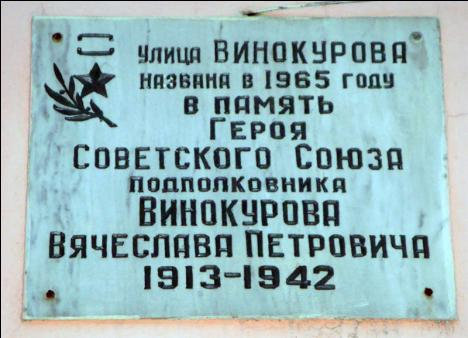 улица ВИНОКУРОВА
НАЗВАНА В 1965 ГОДУ
В ПАМЯТЬ
ГЕРОЯ
СОВЕТСКОГО СОЮЗА
ПОДПОЛКОВНИКА
ВИНОКУРОВА
ВЯЧЕСЛАВА ПЕТРОВИЧА
1913-1942